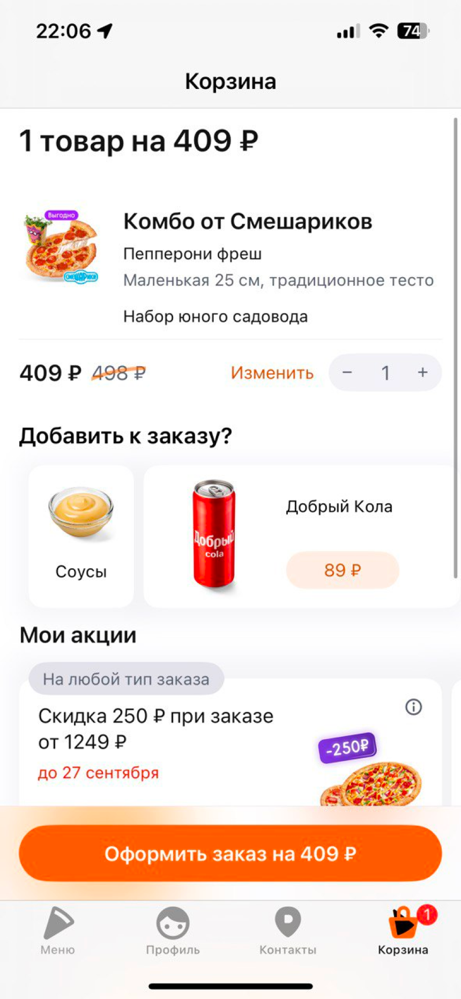 22:06
74
Корзина
1 товар на 409 ₽
Выгодно
СМЕШАРИКИ
Комбо от Смешариков
Пепперони фреш
Маленькая 25 см, традиционное тесто
Набор юного садовода
409 ₽ 498 ₽ Изменить − 1 +
Добавить к заказу?
Соусы
Добрый
cola
Добрый Кола
89 ₽
Мои акции
На любой тип заказа
Скидка 250 ₽ при заказе
от 1249 ₽
до 27 сентября
-250₽
Оформить заказ на 409 ₽
1
Меню Профиль Контакты Корзина